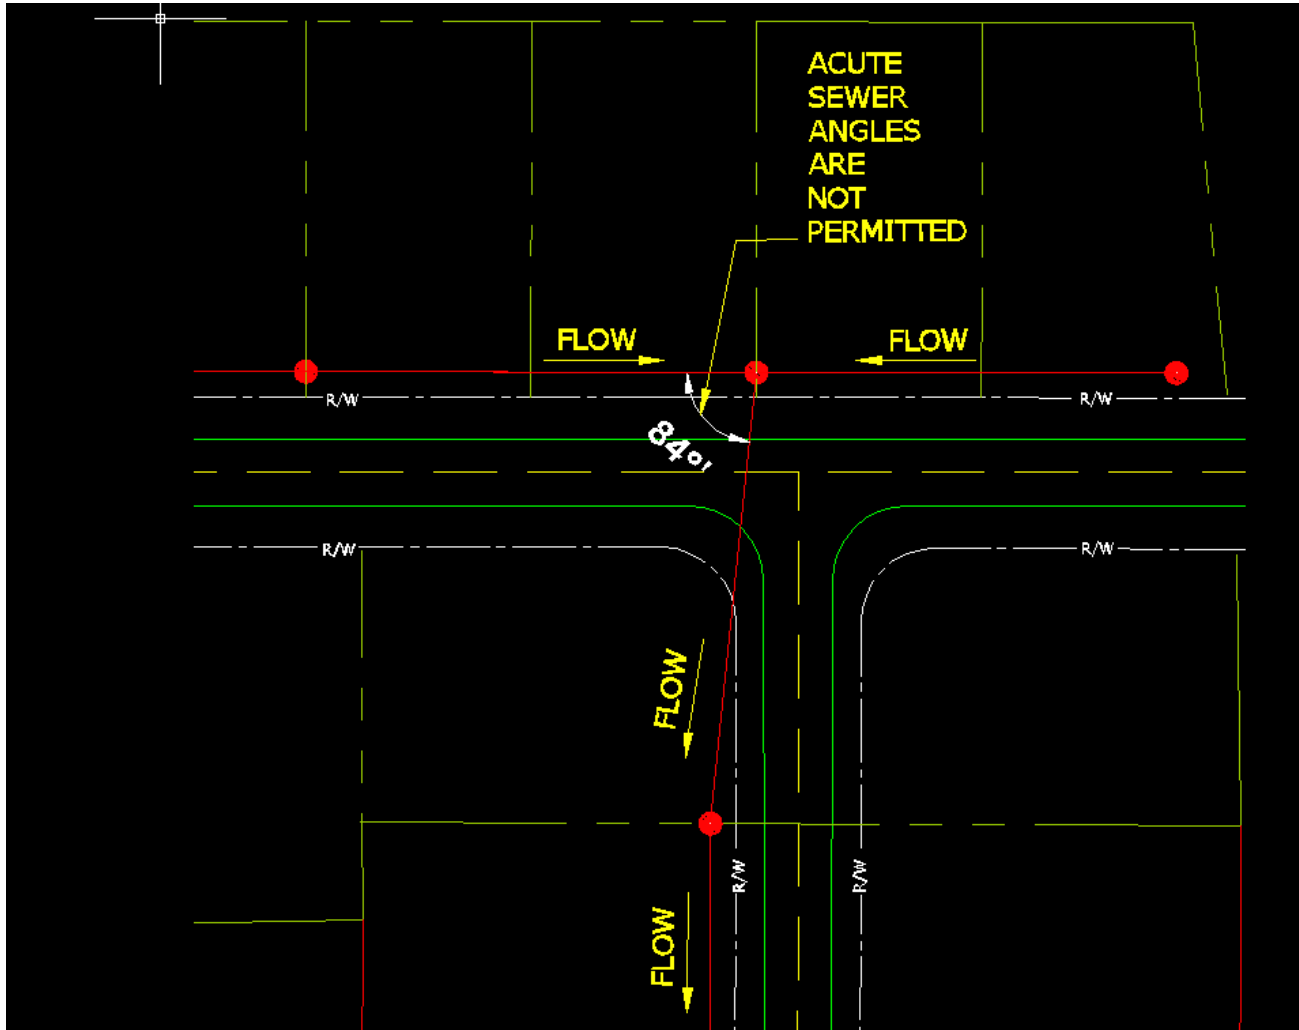 ACUTE
SEWER
ANGLES
ARE
NOT
PERMITTED
FLOW
FLOW
R/W
R/W
84°'
R/W
R/W
FLOW
R/W
R/W
FLOW